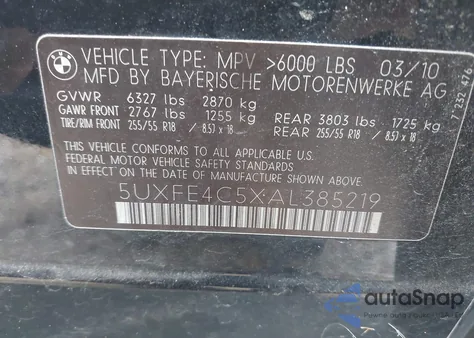 VEHICLE TYPE: MPV >6000 LBS 03/10
MFD BY BAYERISCHE MOTORENWERKE AG
GVWR 6327 lbs 2870 kg
GAWR FRONT 2767 lbs 1255 kg REAR 3803 lbs 1725 kg
TIRE/RIM FRONT 255/55 R18 / 8.5J x 18 REAR 255/55 R18 / 8.5J x 18
THIS VEHICLE CONFORMS TO ALL APPLICABLE U.S.
FEDERAL MOTOR VEHICLE SAFETY STANDARDS IN
EFFECT ON THE DATE OF MANUFACTURE SHOWN ABOVE.
5UXFE4C5XAL385219
autoSnap